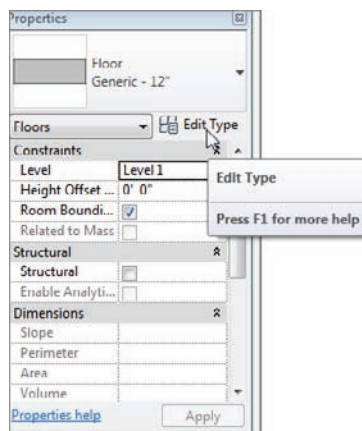 Properties
Floor
Generic - 12"
Floors
Edit Type
Constraints
Level
Level 1
Height Offset ...
0' 0"
Room Boundi...
Related to Mass
Structural
Structural
Enable Analyti...
Dimensions
Slope
Perimeter
Area
Volume
Properties help
Apply
Edit Type
Press F1 for more help